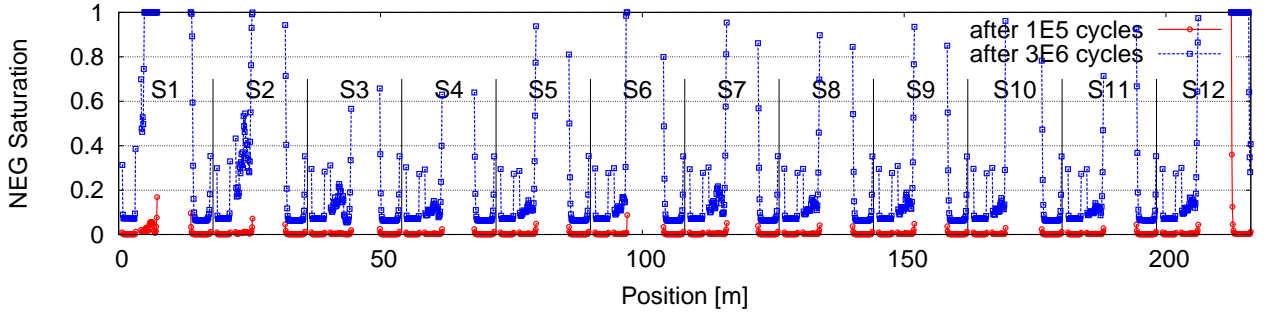 NEG Saturation
1
0.8
0.6
0.4
0.2
0
after 1E5 cycles
after 3E6 cycles
S1 S2 S3 S4 S5 S6 S7 S8 S9 S10 S11 S12
0 50 100 150 200
Position [m]